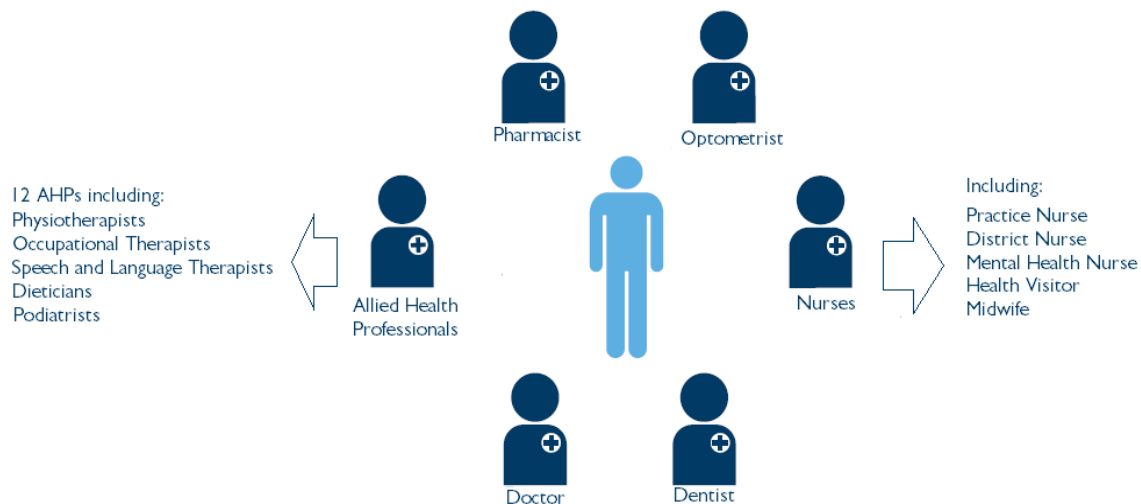 Pharmacist
Optometrist
12 AHPs including:
Physiotherapists
Occupational Therapists
Speech and Language Therapists
Dieticians
Podiatrists
Allied Health
Professionals
Nurses
Including:
Practice Nurse
District Nurse
Mental Health Nurse
Health Visitor
Midwife
Doctor
Dentist